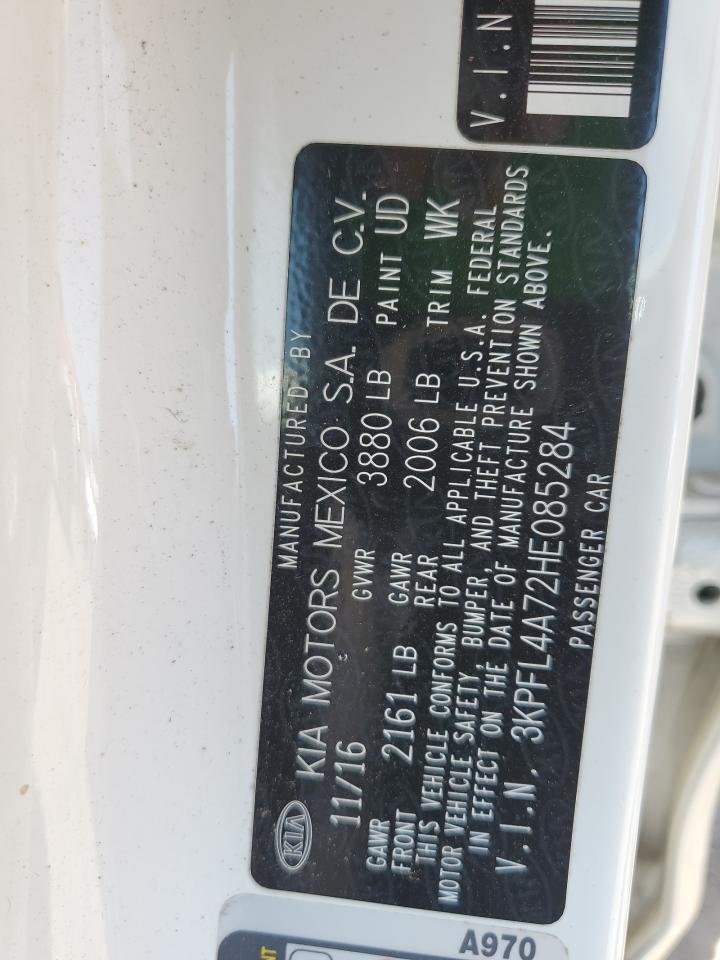 V.I.N
MANUFACTURED BY
KIA KIA MOTORS MEXICO S.A. DE C.V.
11/16 GVWR 3880 LB PAINT UD
GAWR FRONT 2161 LB GAWR REAR 2006 LB TRIM WK
THIS VEHICLE CONFORMS TO ALL APPLICABLE U.S.A. FEDERAL
MOTOR VEHICLE SAFETY, BUMPER, AND THEFT PREVENTION STANDARDS
IN EFFECT ON THE DATE OF MANUFACTURE SHOWN ABOVE.
V.I.N. 3KPFL4A72HE085284
PASSENGER CAR
A970